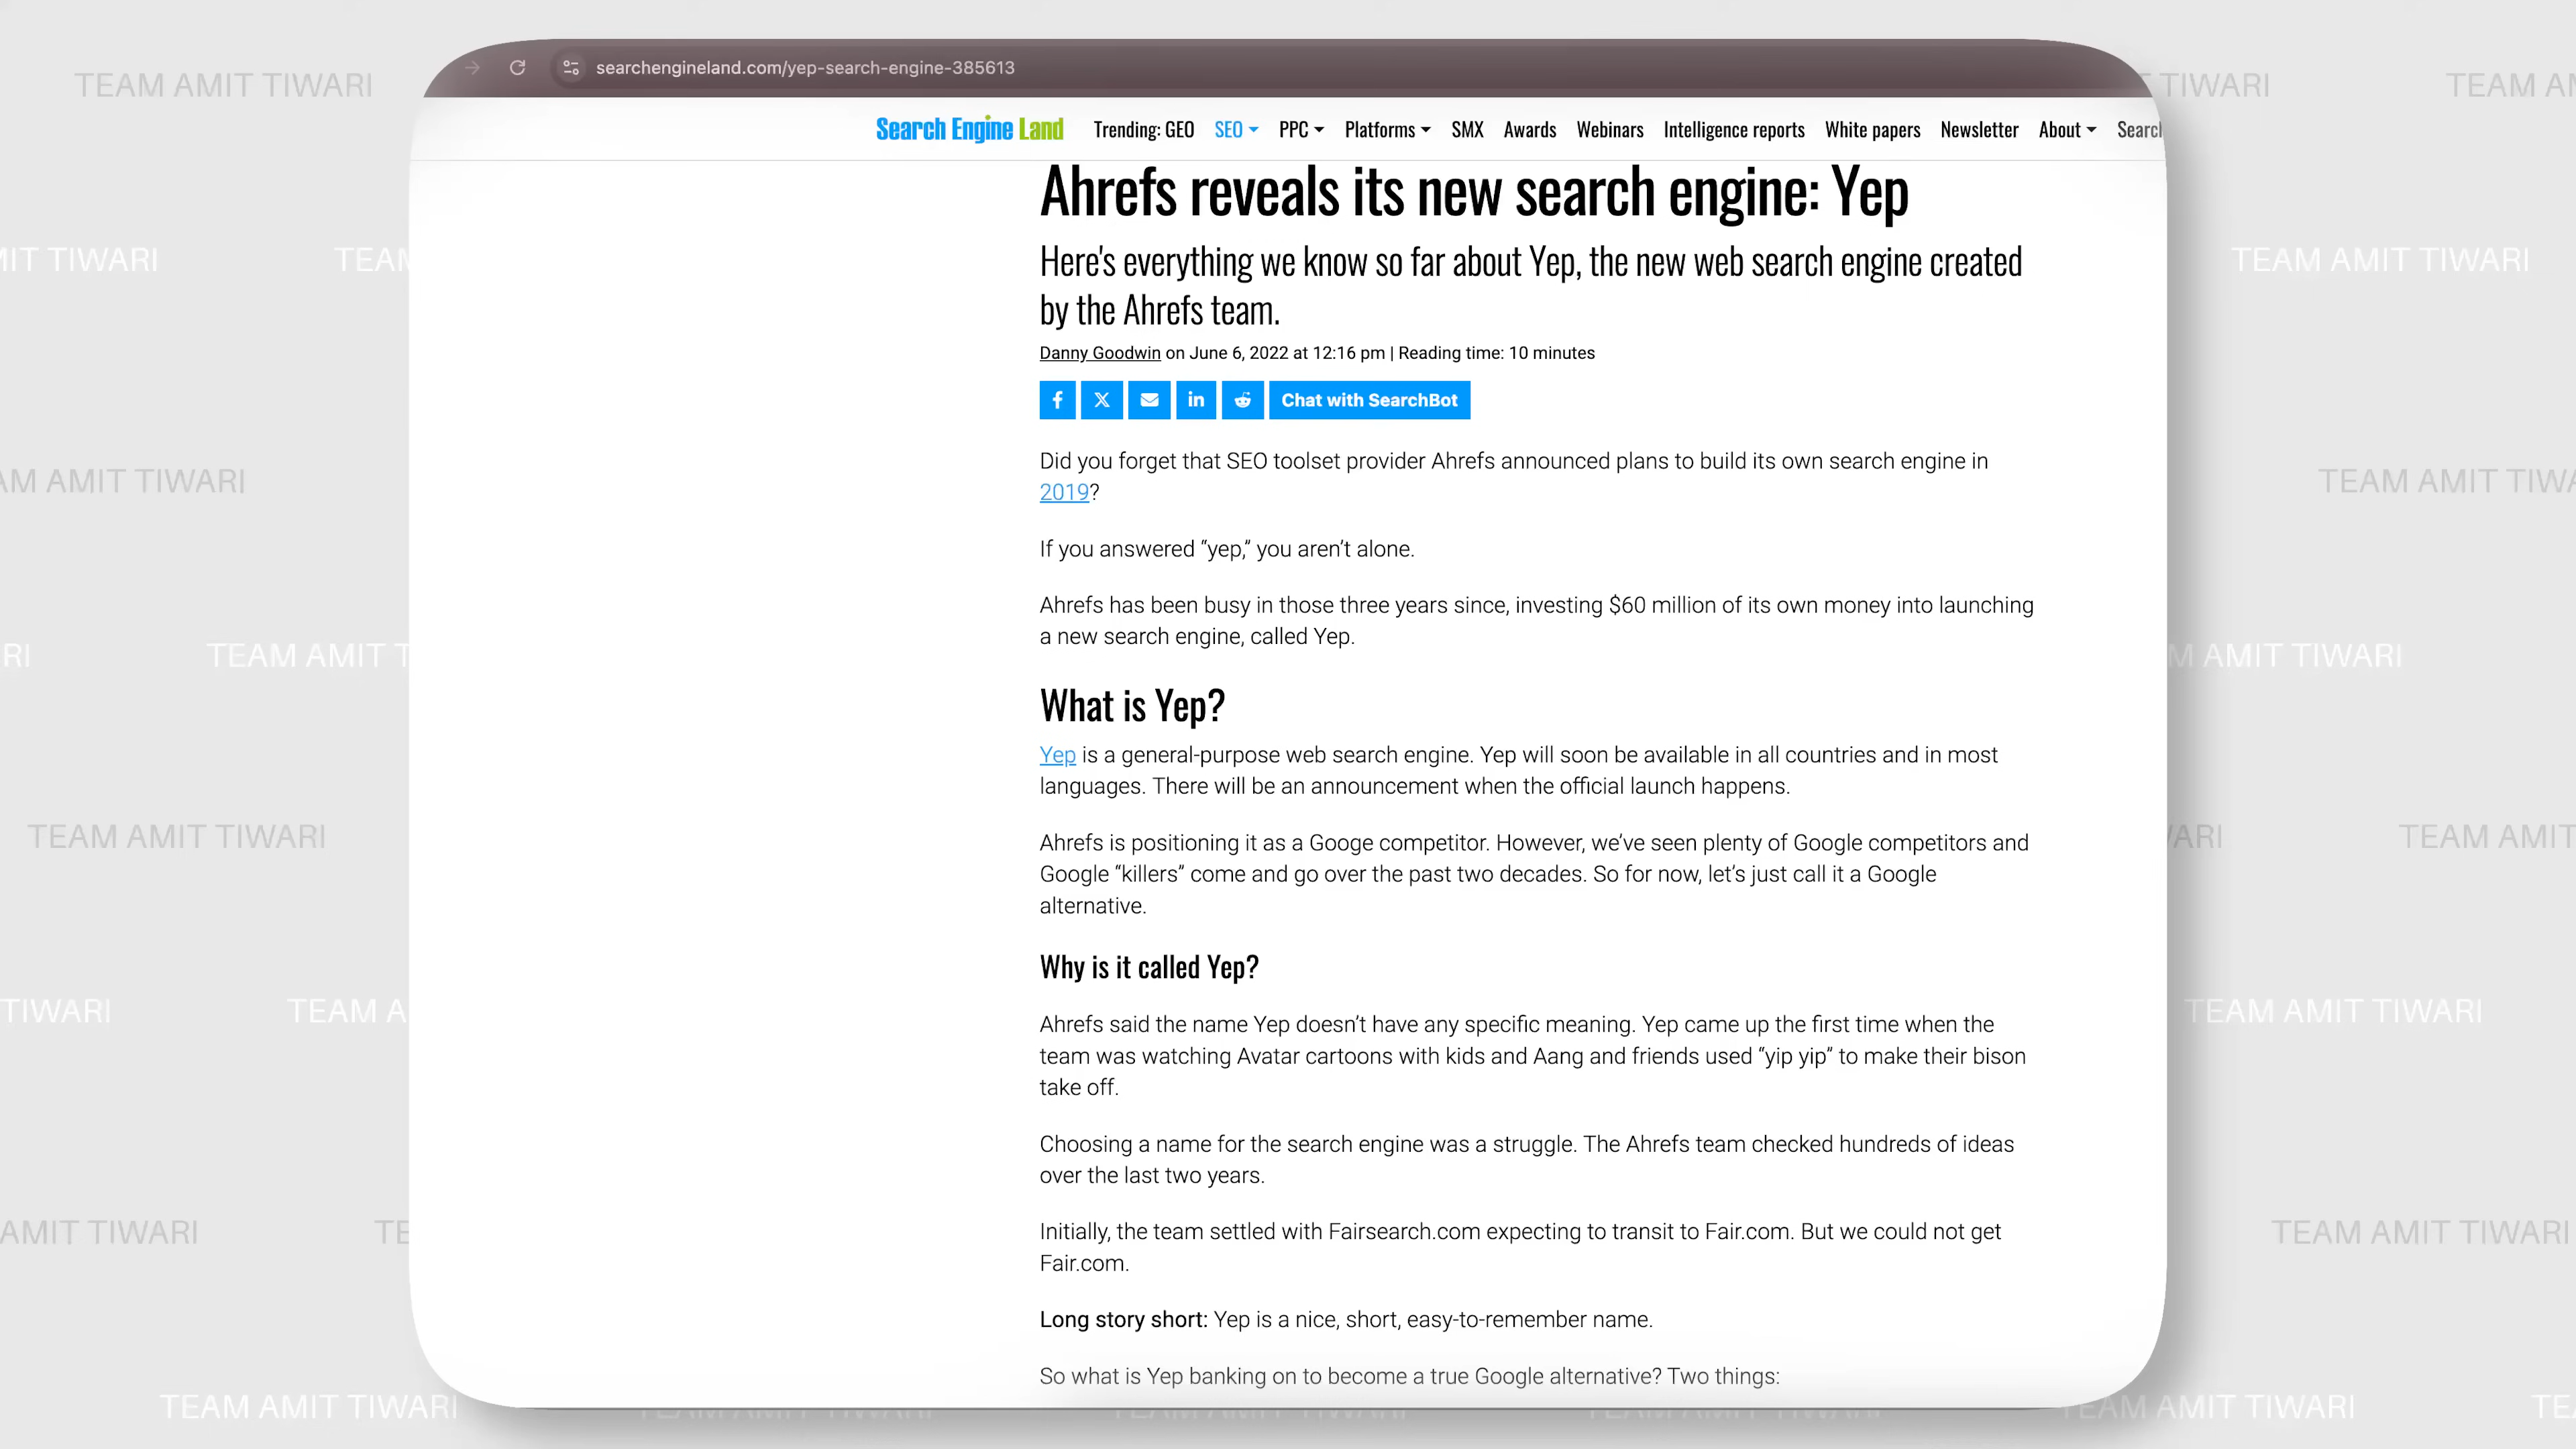 searchengineland.com/yep-search-engine-385613
Search Engine Land Trending: GEO SEO PPC Platforms SMX Awards Webinars Intelligence reports White papers Newsletter About
Ahrefs reveals its new search engine: Yep
Here's everything we know so far about Yep, the new web search engine created
by the Ahrefs team.
Danny Goodwin on June 6, 2022 at 12:16 pm | Reading time: 10 minutes
Chat with SearchBot
Did you forget that SEO toolset provider Ahrefs announced plans to build its own search engine in
2019?
If you answered “yep,” you aren’t alone.
Ahrefs has been busy in those three years since, investing $60 million of its own money into launching
a new search engine, called Yep.
What is Yep?
Yep is a general-purpose web search engine. Yep will soon be available in all countries and in most
languages. There will be an announcement when the official launch happens.
Ahrefs is positioning it as a Googe competitor. However, we’ve seen plenty of Google competitors and
Google “killers” come and go over the past two decades. So for now, let’s just call it a Google
alternative.
Why is it called Yep?
Ahrefs said the name Yep doesn’t have any specific meaning. Yep came up the first time when the
team was watching Avatar cartoons with kids and Aang and friends used “yip yip” to make their bison
take off.
Choosing a name for the search engine was a struggle. The Ahrefs team checked hundreds of ideas
over the last two years.
Initially, the team settled with Fairsearch.com expecting to transit to Fair.com. But we could not get
Fair.com.
Long story short: Yep is a nice, short, easy-to-remember name.
So what is Yep banking on to become a true Google alternative? Two things:
TEAM AMIT TIWARI
TEAM AMIT TIWARI
TEAM AMIT TIWARI
TEAM AMIT TIWARI